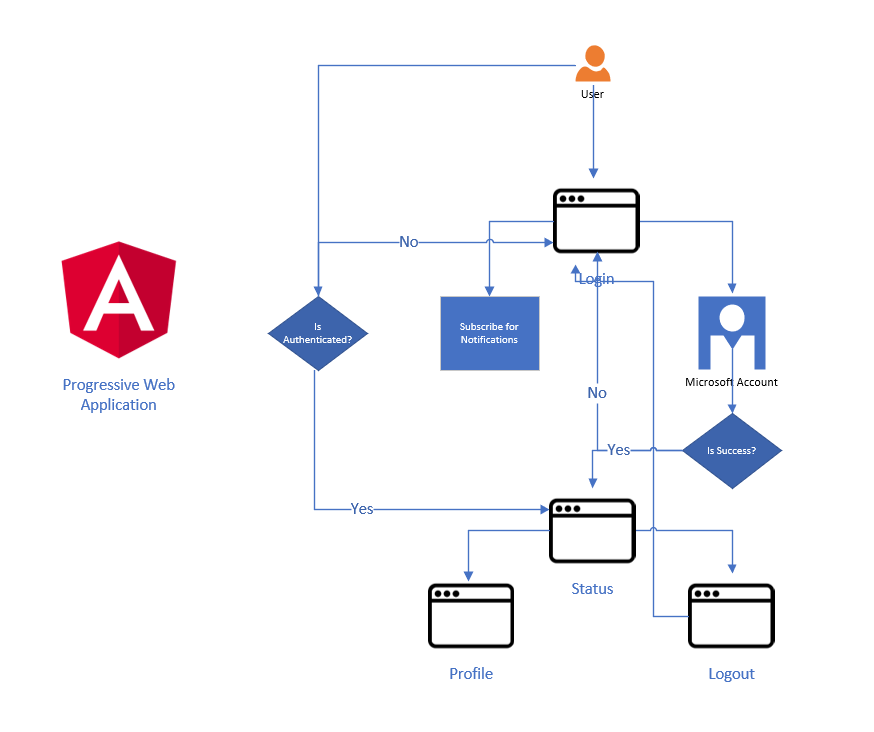 User
No
Login
Is
Authenticated?
Subscribe for
Notifications
Progressive Web
Application
Microsoft Account
No
Yes
Is Success?
Yes
Status
Profile
Logout